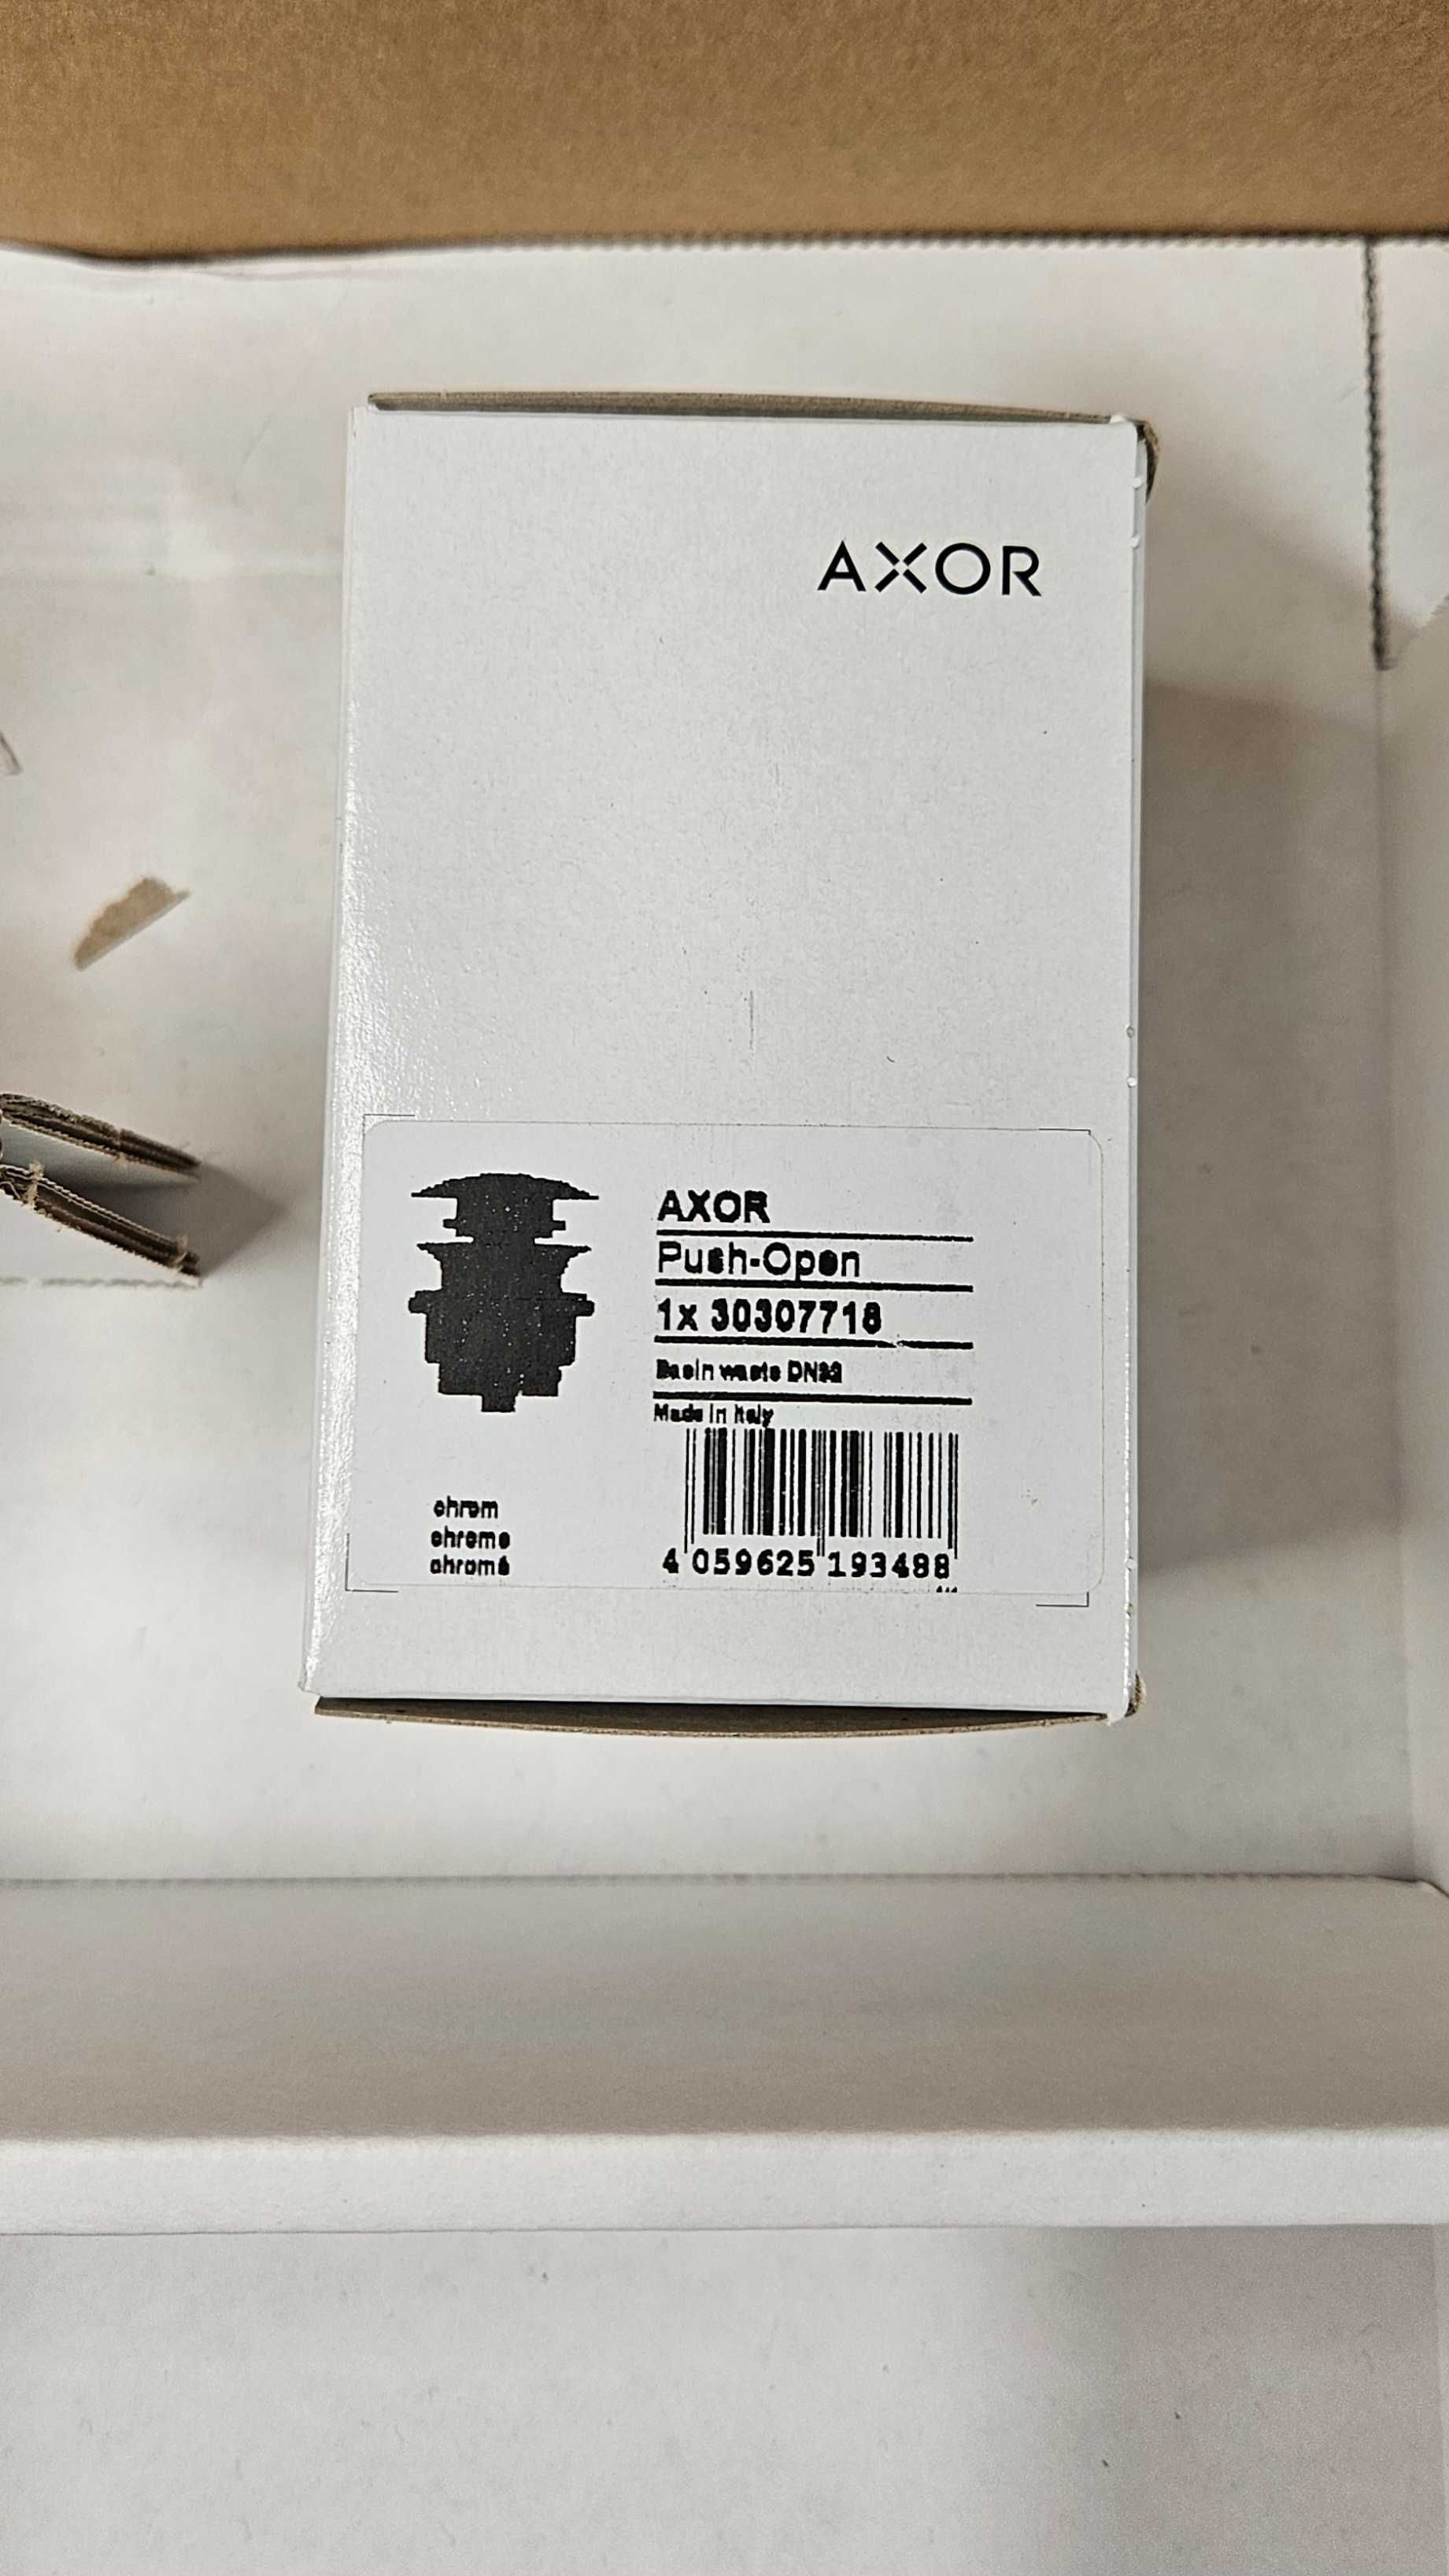 AXOR
AXOR
Push-Open
1x 30307718
Basin waste DN32
Made in Italy
chrom
chrome
chromé
4 059625 193488